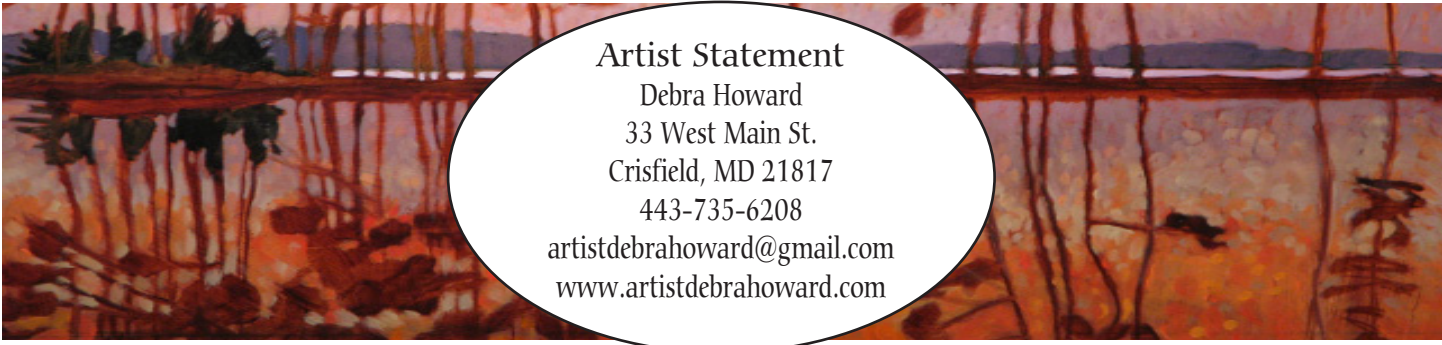 Artist Statement
Debra Howard
33 West Main St.
Crisfield, MD 21817
443-735-6208
artistdebrahoward@gmail.com
www.artistdebrahoward.com